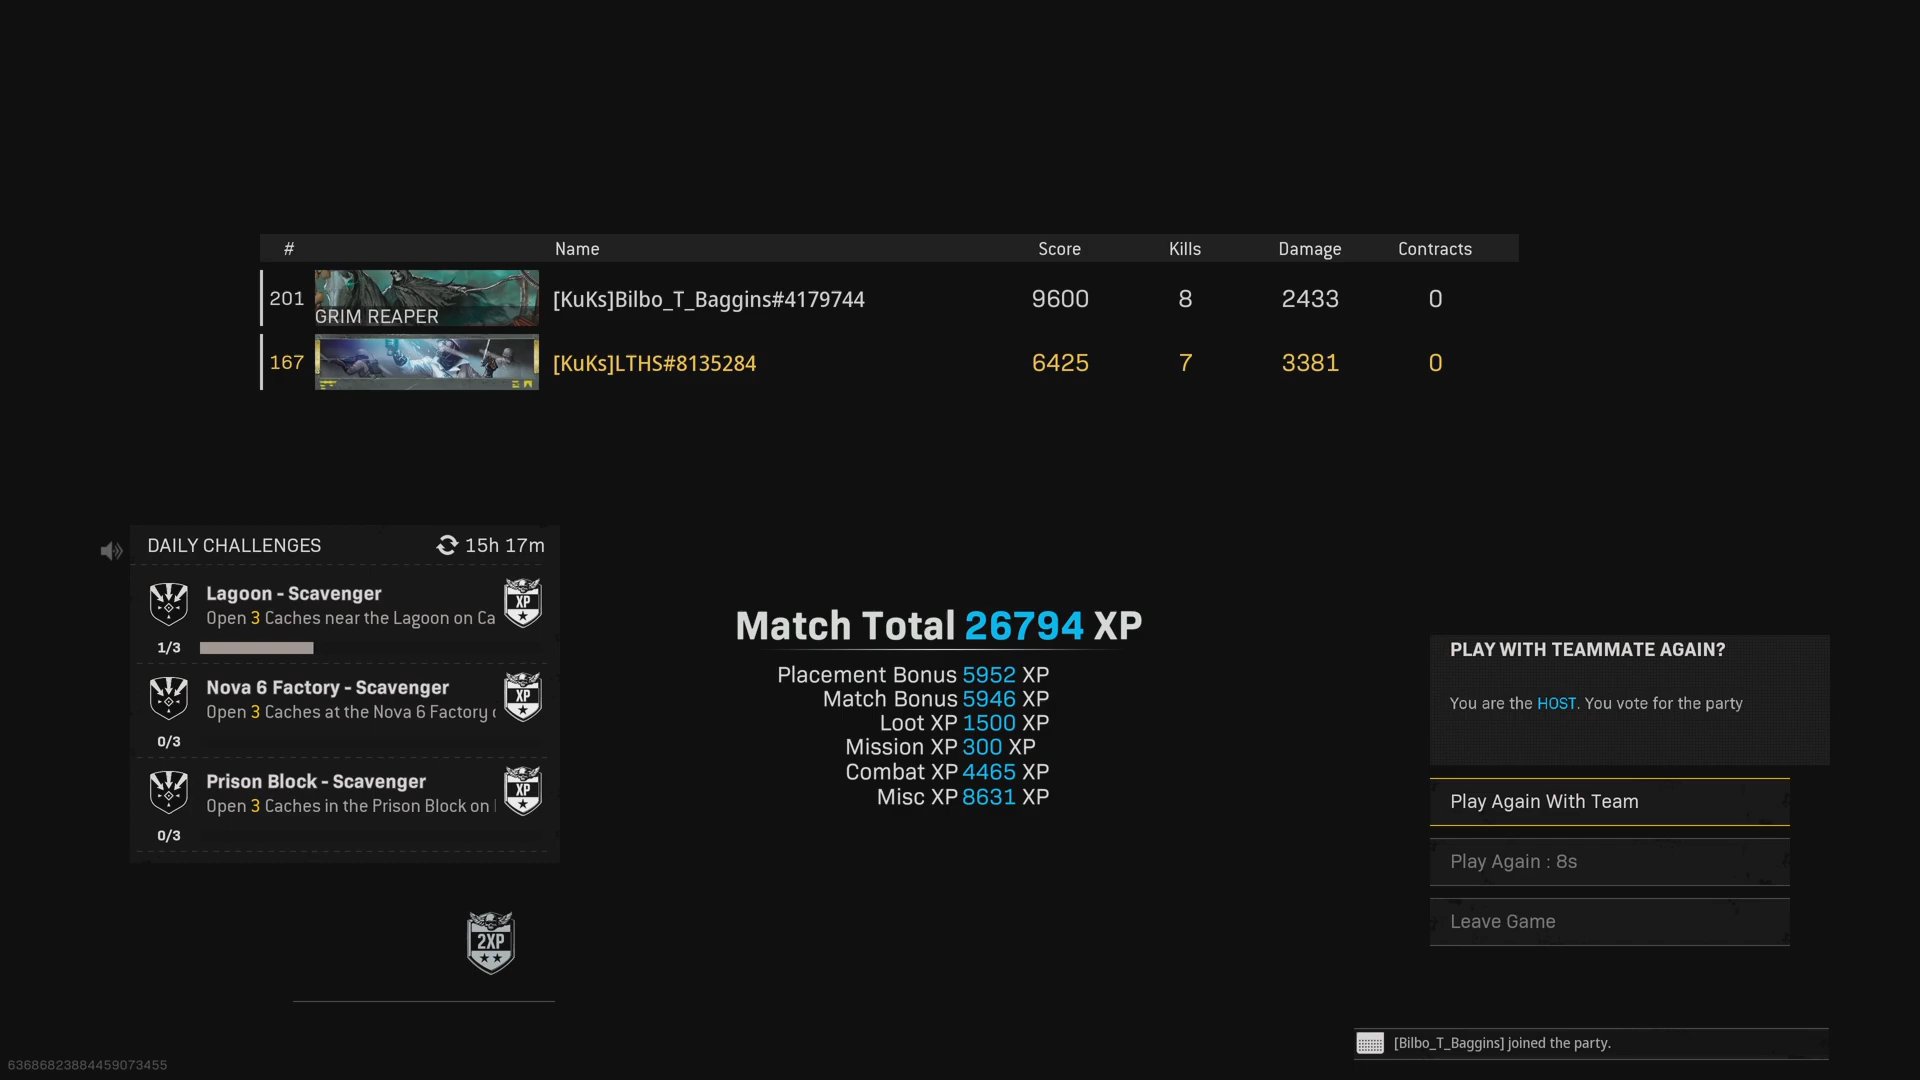 # Name Score Kills Damage Contracts
201 GRIM REAPER [KuKs]Bilbo_T_Baggins#4179744 9600 8 2433 0
167 [KuKs]LTHS#8135284 6425 7 3381 0
DAILY CHALLENGES 15h 17m
Lagoon - Scavenger
Open 3 Caches near the Lagoon on Ca
XP
1/3
Nova 6 Factory - Scavenger
Open 3 Caches at the Nova 6 Factory
XP
0/3
Prison Block - Scavenger
Open 3 Caches in the Prison Block on
XP
0/3
2XP
Match Total 26794 XP
Placement Bonus 5952 XP
Match Bonus 5946 XP
Loot XP 1500 XP
Mission XP 300 XP
Combat XP 4465 XP
Misc XP 8631 XP
PLAY WITH TEAMMATE AGAIN?
You are the HOST. You vote for the party
Play Again With Team
Play Again : 8s
Leave Game
[Bilbo_T_Baggins] joined the party.
63686823884459073455